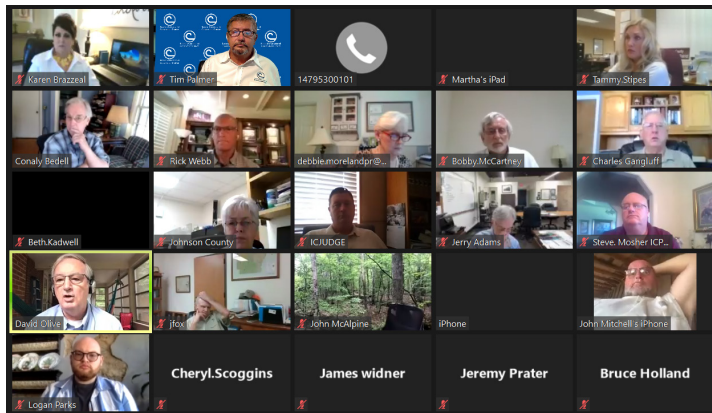 Karen Brazzeal
Tim Palmer
14795300101
Martha's iPad
Tammy.Stipes
Conaly Bedell
Rick Webb
debbie.morelandpr@...
Bobby.McCartney
Charles Gangluff
Beth.Kadwell
Johnson County
ICJUDGE
Jerry Adams
Steve. Mosher ICP...
David Olive
jfox
John McAlpine
iPhone
John Mitchell's iPhone
Logan Parks
Cheryl.Scoggins
James widner
Jeremy Prater
Bruce Holland